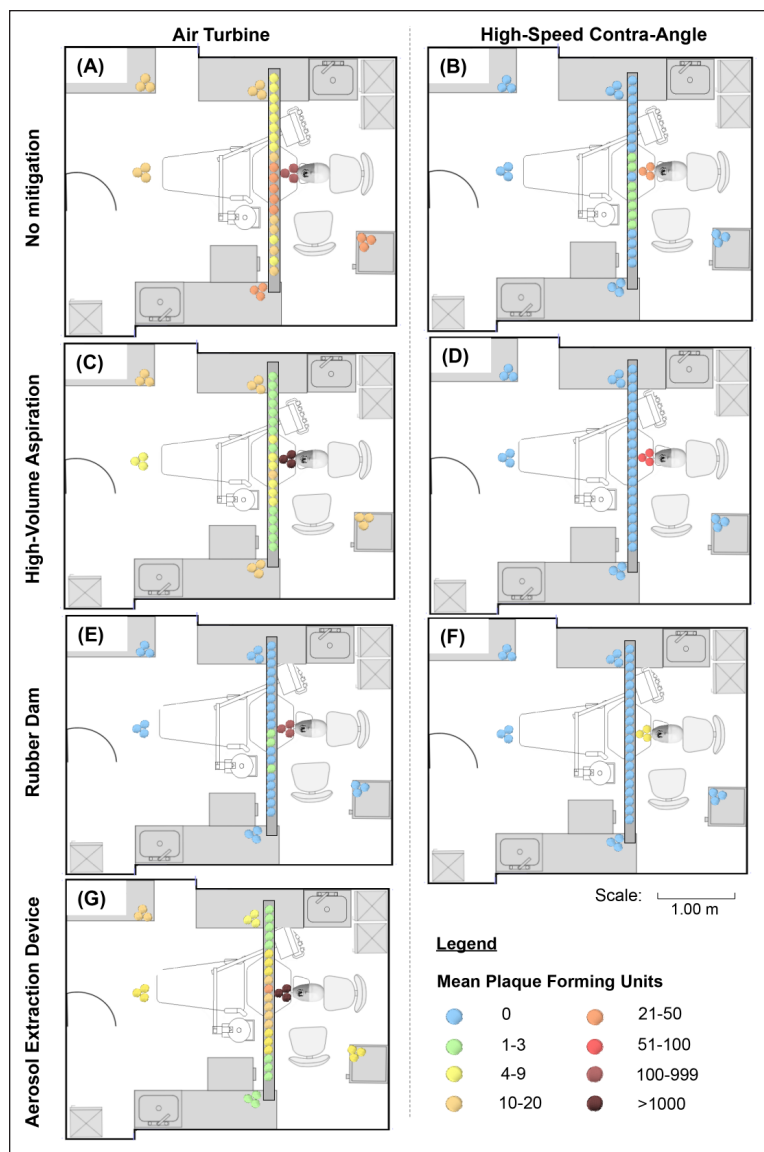 Air Turbine
High-Speed Contra-Angle
No mitigation
(A)
(B)
High-Volume Aspiration
(C)
(D)
Rubber Dam
(E)
(F)
Scale:
1.00 m
Aerosol Extraction Device
(G)
Legend
Mean Plaque Forming Units
0
21-50
1-3
51-100
4-9
100-999
10-20
>1000